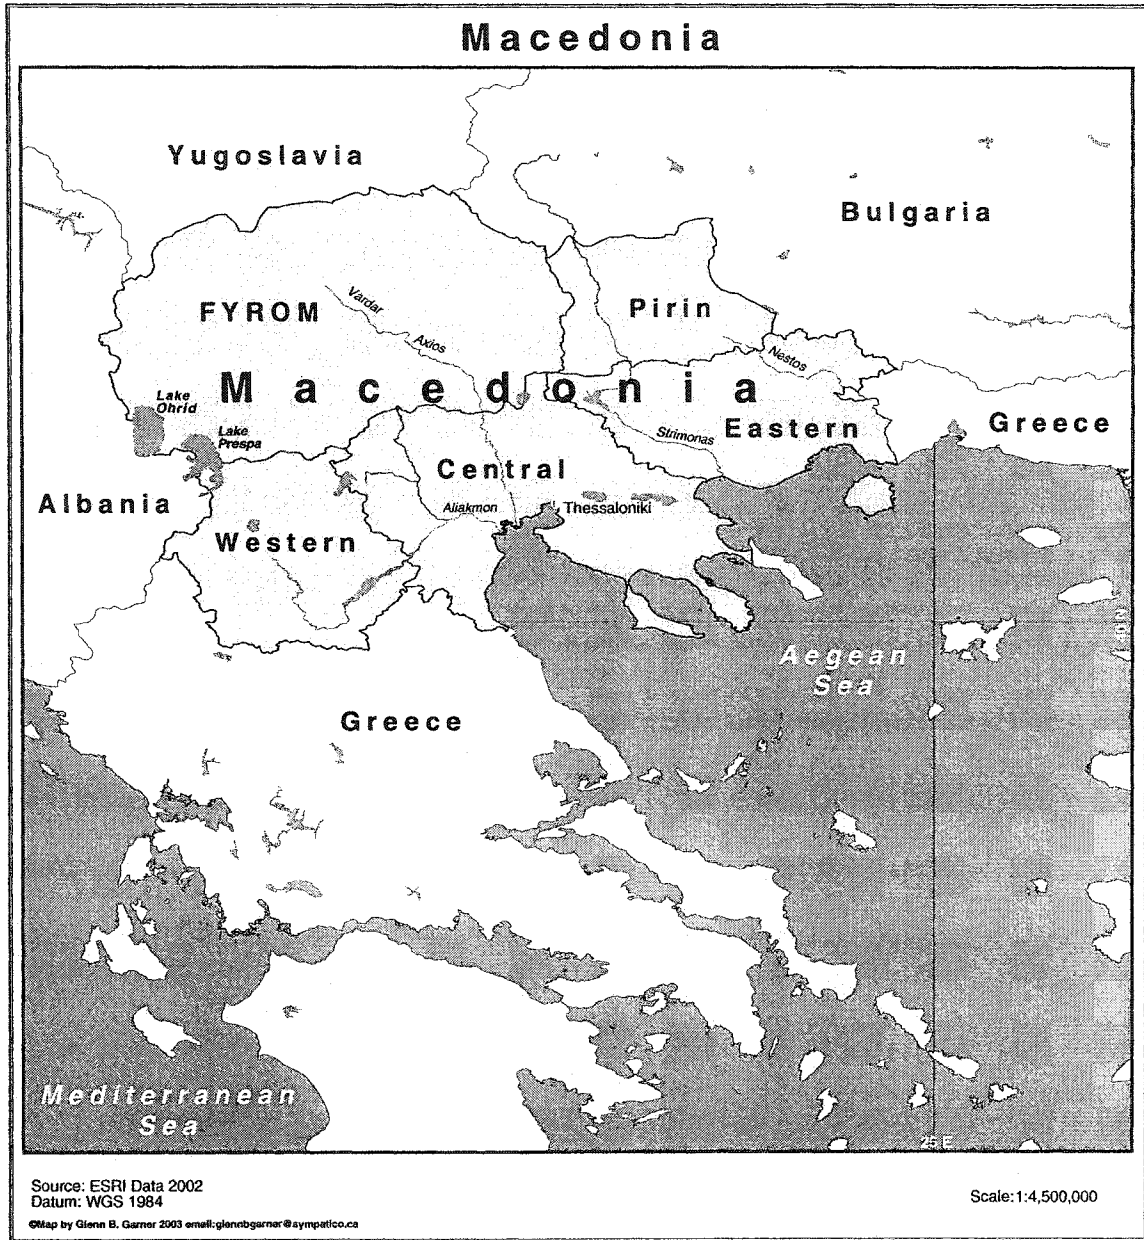 Macedonia
Yugoslavia
Bulgaria
FYROM
Vardar
Axios
Pirin
Nestos
Macedonia
Lake
Ohrid
Lake
Prespa
Strimonas
Eastern
Greece
Central
Albania
Aliakmon
Thessaloniki
Western
40 N
Aegean
Sea
Greece
Mediterranean
Sea
25 E
Source: ESRI Data 2002
Datum: WGS 1984
Scale:1:4,500,000
©Map by Glenn B. Garner 2003 email:glennbgarner@sympatico.ca